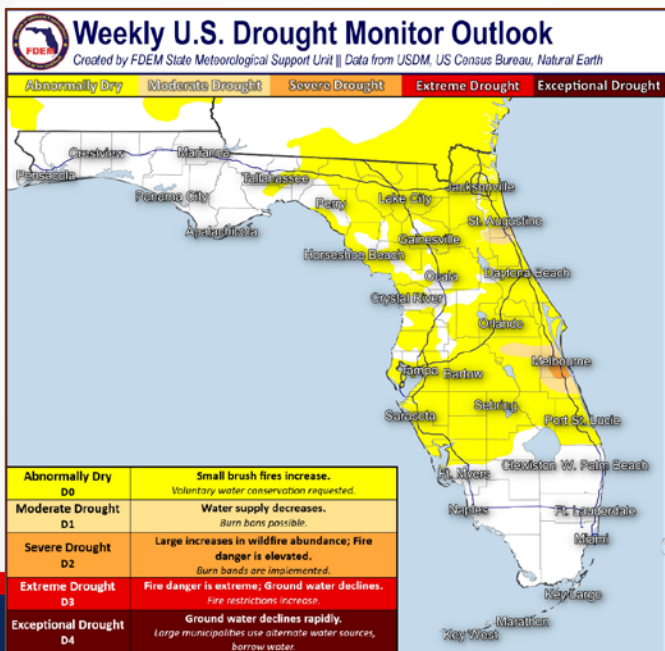 FDEM
Weekly U.S. Drought Monitor Outlook
Created by FDEM State Meteorological Support Unit || Data from USDM, US Census Bureau, Natural Earth
Abnormally Dry
Moderate Drought
Severe Drought
Extreme Drought
Exceptional Drought
Crestview
Marianna
Pensacola
Tallahassee
Jacksonville
Panama City
Perry
Lake City
Apalachicola
St. Augustine
Gainesville
Horseshoe Beach
Ocala
Daytona Beach
Crystal River
Orlando
Melbourne
Tampa
Bartow
Sebring
Sarasota
Port St. Lucie
Ft. Myers
Clewiston
W. Palm Beach
Naples
Ft. Lauderdale
Miami
Key Largo
Marathon
Key West
Abnormally Dry
D0
Small brush fires increase.
Voluntary water conservation requested.
Moderate Drought
D1
Water supply decreases.
Burn bans possible.
Severe Drought
D2
Large increases in wildfire abundance; Fire
danger is elevated.
Burn bands are implemented.
Extreme Drought
D3
Fire danger is extreme; Ground water declines.
Fire restrictions increase.
Exceptional Drought
D4
Ground water declines rapidly.
Large municipalities use alternate water sources,
borrow water.